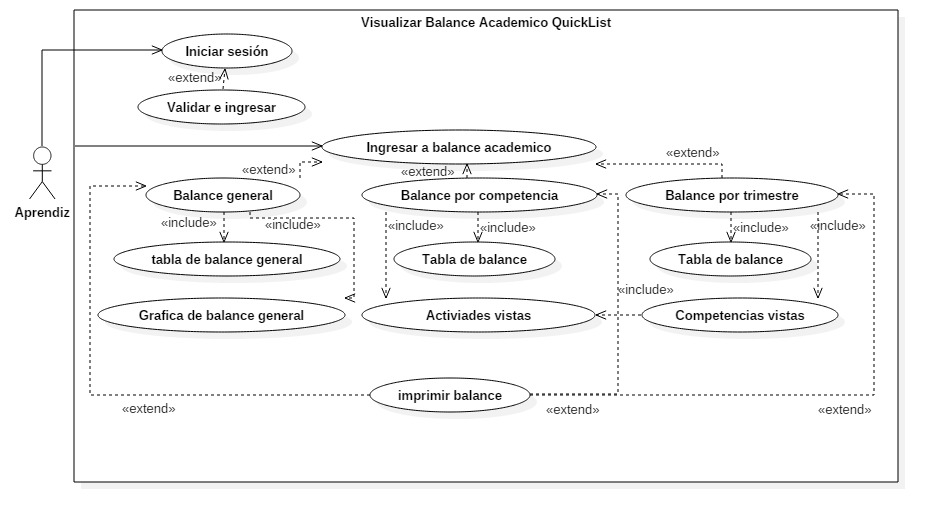 Visualizar Balance Academico QuickList
Iniciar sesión
«extend»
Validar e ingresar
Ingresar a balance academico
«extend»
«extend»
«extend»
Aprendiz
Balance general
Balance por competencia
Balance por trimestre
«include»
«include»
«include»
«include»
«include»
«include»
tabla de balance general
Tabla de balance
Tabla de balance
«include»
Grafica de balance general
Activiades vistas
Competencias vistas
imprimir balance
«extend»
«extend»
«extend»